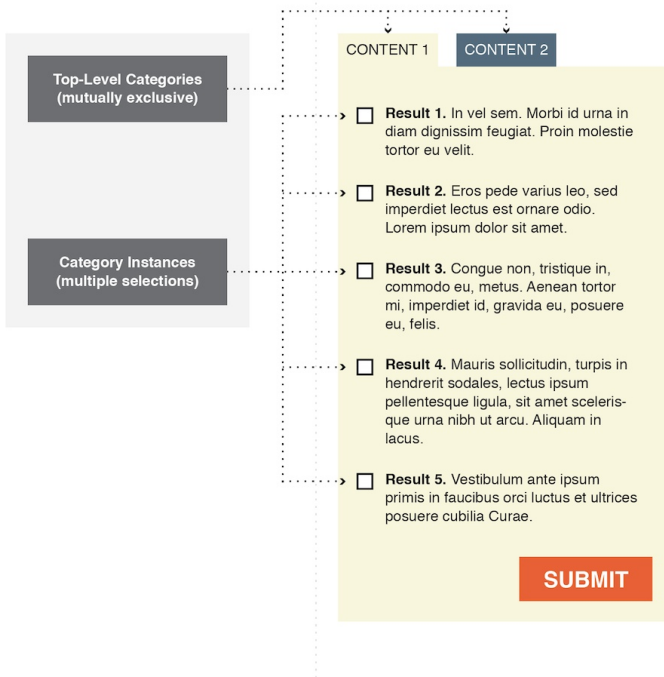 Top-Level Categories
(mutually exclusive)
Category Instances
(multiple selections)
CONTENT 1
CONTENT 2
Result 1. In vel sem. Morbi id urna in
diam dignissim feugiat. Proin molestie
tortor eu velit.
Result 2. Eros pede varius leo, sed
imperdiet lectus est ornare odio.
Lorem ipsum dolor sit amet.
Result 3. Congue non, tristique in,
commodo eu, metus. Aenean tortor
mi, imperdiet id, gravida eu, posuere
eu, felis.
Result 4. Mauris sollicitudin, turpis in
hendrerit sodales, lectus ipsum
pellentesque ligula, sit amet sceleris-
que urna nibh ut arcu. Aliquam in
lacus.
Result 5. Vestibulum ante ipsum
primis in faucibus orci luctus et ultrices
posuere cubilia Curae.
SUBMIT